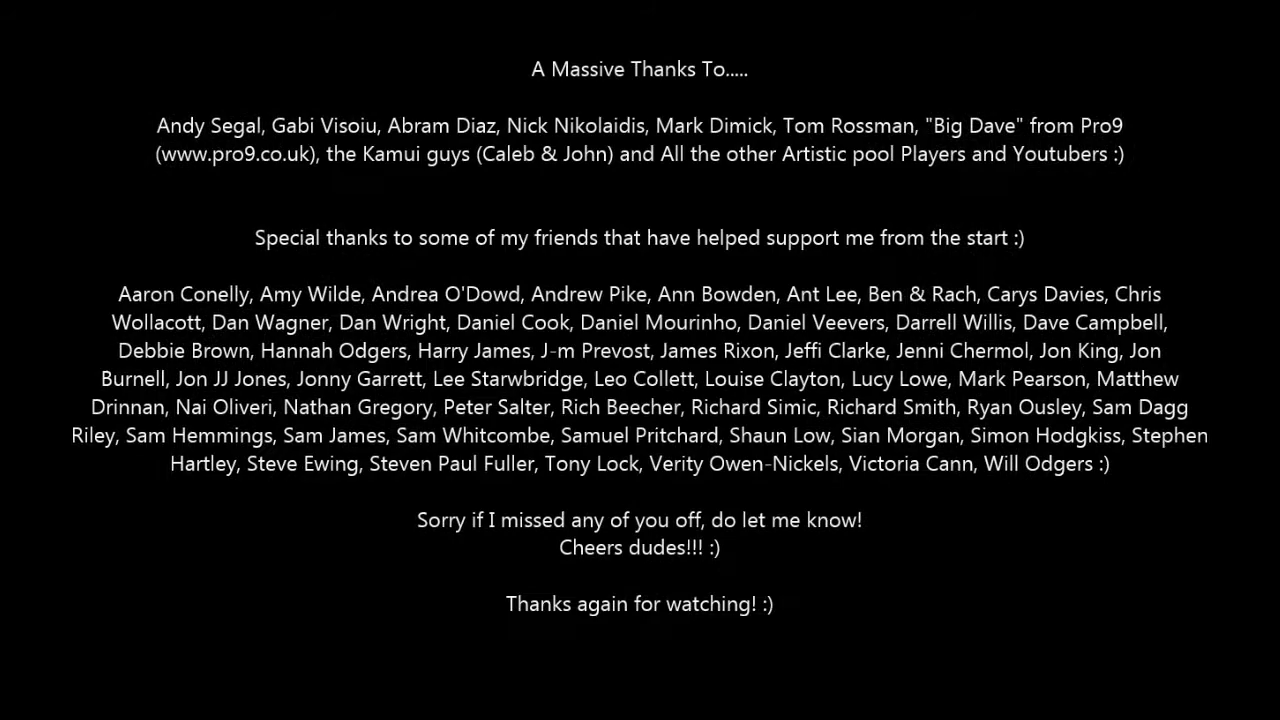 A Massive Thanks To.....
Andy Segal, Gabi Visoiu, Abram Diaz, Nick Nikolaidis, Mark Dimick, Tom Rossman, "Big Dave" from Pro9
(www.pro9.co.uk), the Kamui guys (Caleb & John) and All the other Artistic pool Players and Youtubers :)
Special thanks to some of my friends that have helped support me from the start :)
Aaron Conelly, Amy Wilde, Andrea O'Dowd, Andrew Pike, Ann Bowden, Ant Lee, Ben & Rach, Carys Davies, Chris
Wollacott, Dan Wagner, Dan Wright, Daniel Cook, Daniel Mourinho, Daniel Veevers, Darrell Willis, Dave Campbell,
Debbie Brown, Hannah Odgers, Harry James, J-m Prevost, James Rixon, Jeffi Clarke, Jenni Chermol, Jon King, Jon
Burnell, Jon JJ Jones, Jonny Garrett, Lee Starwbridge, Leo Collett, Louise Clayton, Lucy Lowe, Mark Pearson, Matthew
Drinnan, Nai Oliveri, Nathan Gregory, Peter Salter, Rich Beecher, Richard Simic, Richard Smith, Ryan Ousley, Sam Dagg
Riley, Sam Hemmings, Sam James, Sam Whitcombe, Samuel Pritchard, Shaun Low, Sian Morgan, Simon Hodgkiss, Stephen
Hartley, Steve Ewing, Steven Paul Fuller, Tony Lock, Verity Owen-Nickels, Victoria Cann, Will Odgers :)
Sorry if I missed any of you off, do let me know!
Cheers dudes!!! :)
Thanks again for watching! :)